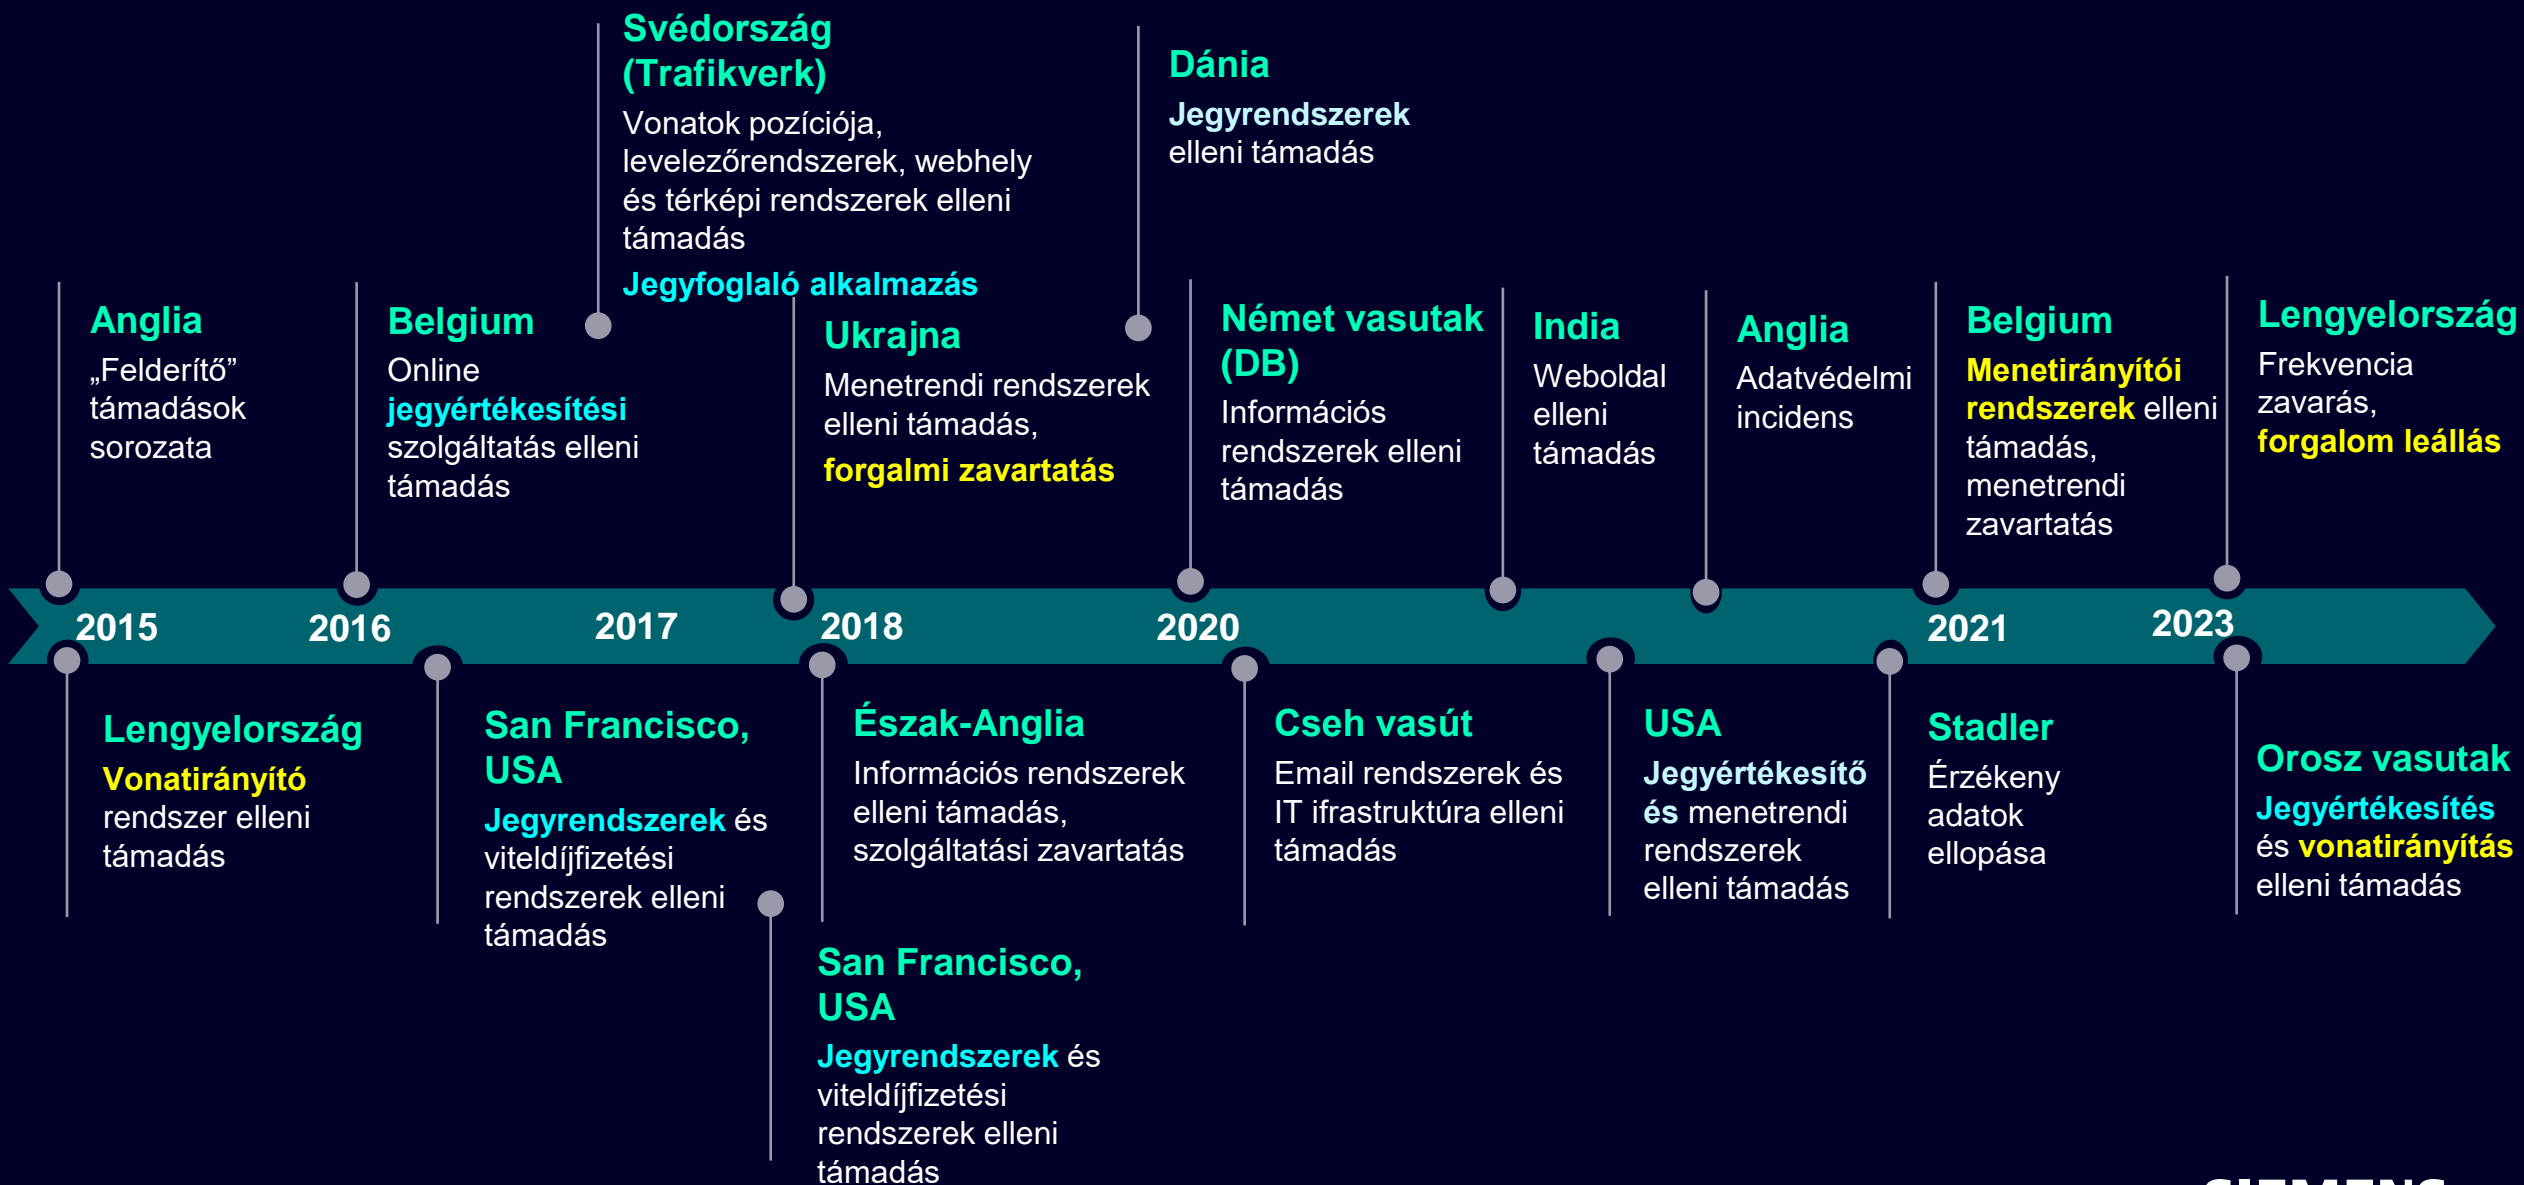 Svédország
(Trafikverk)
Vonatok pozíciója,
levelezőrendszerek, webhely
és térképi rendszerek elleni
támadás
Jegyfoglaló alkalmazás
Dánia
Jegyrendszerek
elleni támadás
Anglia
„Felderítő”
támadások
sorozata
Belgium
Online
jegyértékesítési
szolgáltatás elleni
támadás
Ukrajna
Menetrendi rendszerek
elleni támadás,
forgalmi zavartatás
Német vasutak
(DB)
Információs
rendszerek elleni
támadás
India
Weboldal
elleni
támadás
Anglia
Adatvédelmi
incidens
Belgium
Menetirányítói
rendszerek elleni
támadás,
menetrendi
zavartatás
Lengyelország
Frekvencia
zavarás,
forgalom leállás
2015 2016 2017 2018 2020 2021 2023
Lengyelország
Vonatirányító
rendszer elleni
támadás
San Francisco,
USA
Jegyrendszerek és
viteldíjfizetési
rendszerek elleni
támadás
Észak-Anglia
Információs rendszerek
elleni támadás,
szolgáltatási zavartatás
San Francisco,
USA
Jegyrendszerek és
viteldíjfizetési
rendszerek elleni
támadás
Cseh vasút
Email rendszerek és
IT ifrastruktúra elleni
támadás
USA
Jegyértékesítő
és menetrendi
rendszerek
elleni támadás
Stadler
Érzékeny
adatok
ellopása
Orosz vasutak
Jegyértékesítés
és vonatirányítás
elleni támadás
SIEMENS